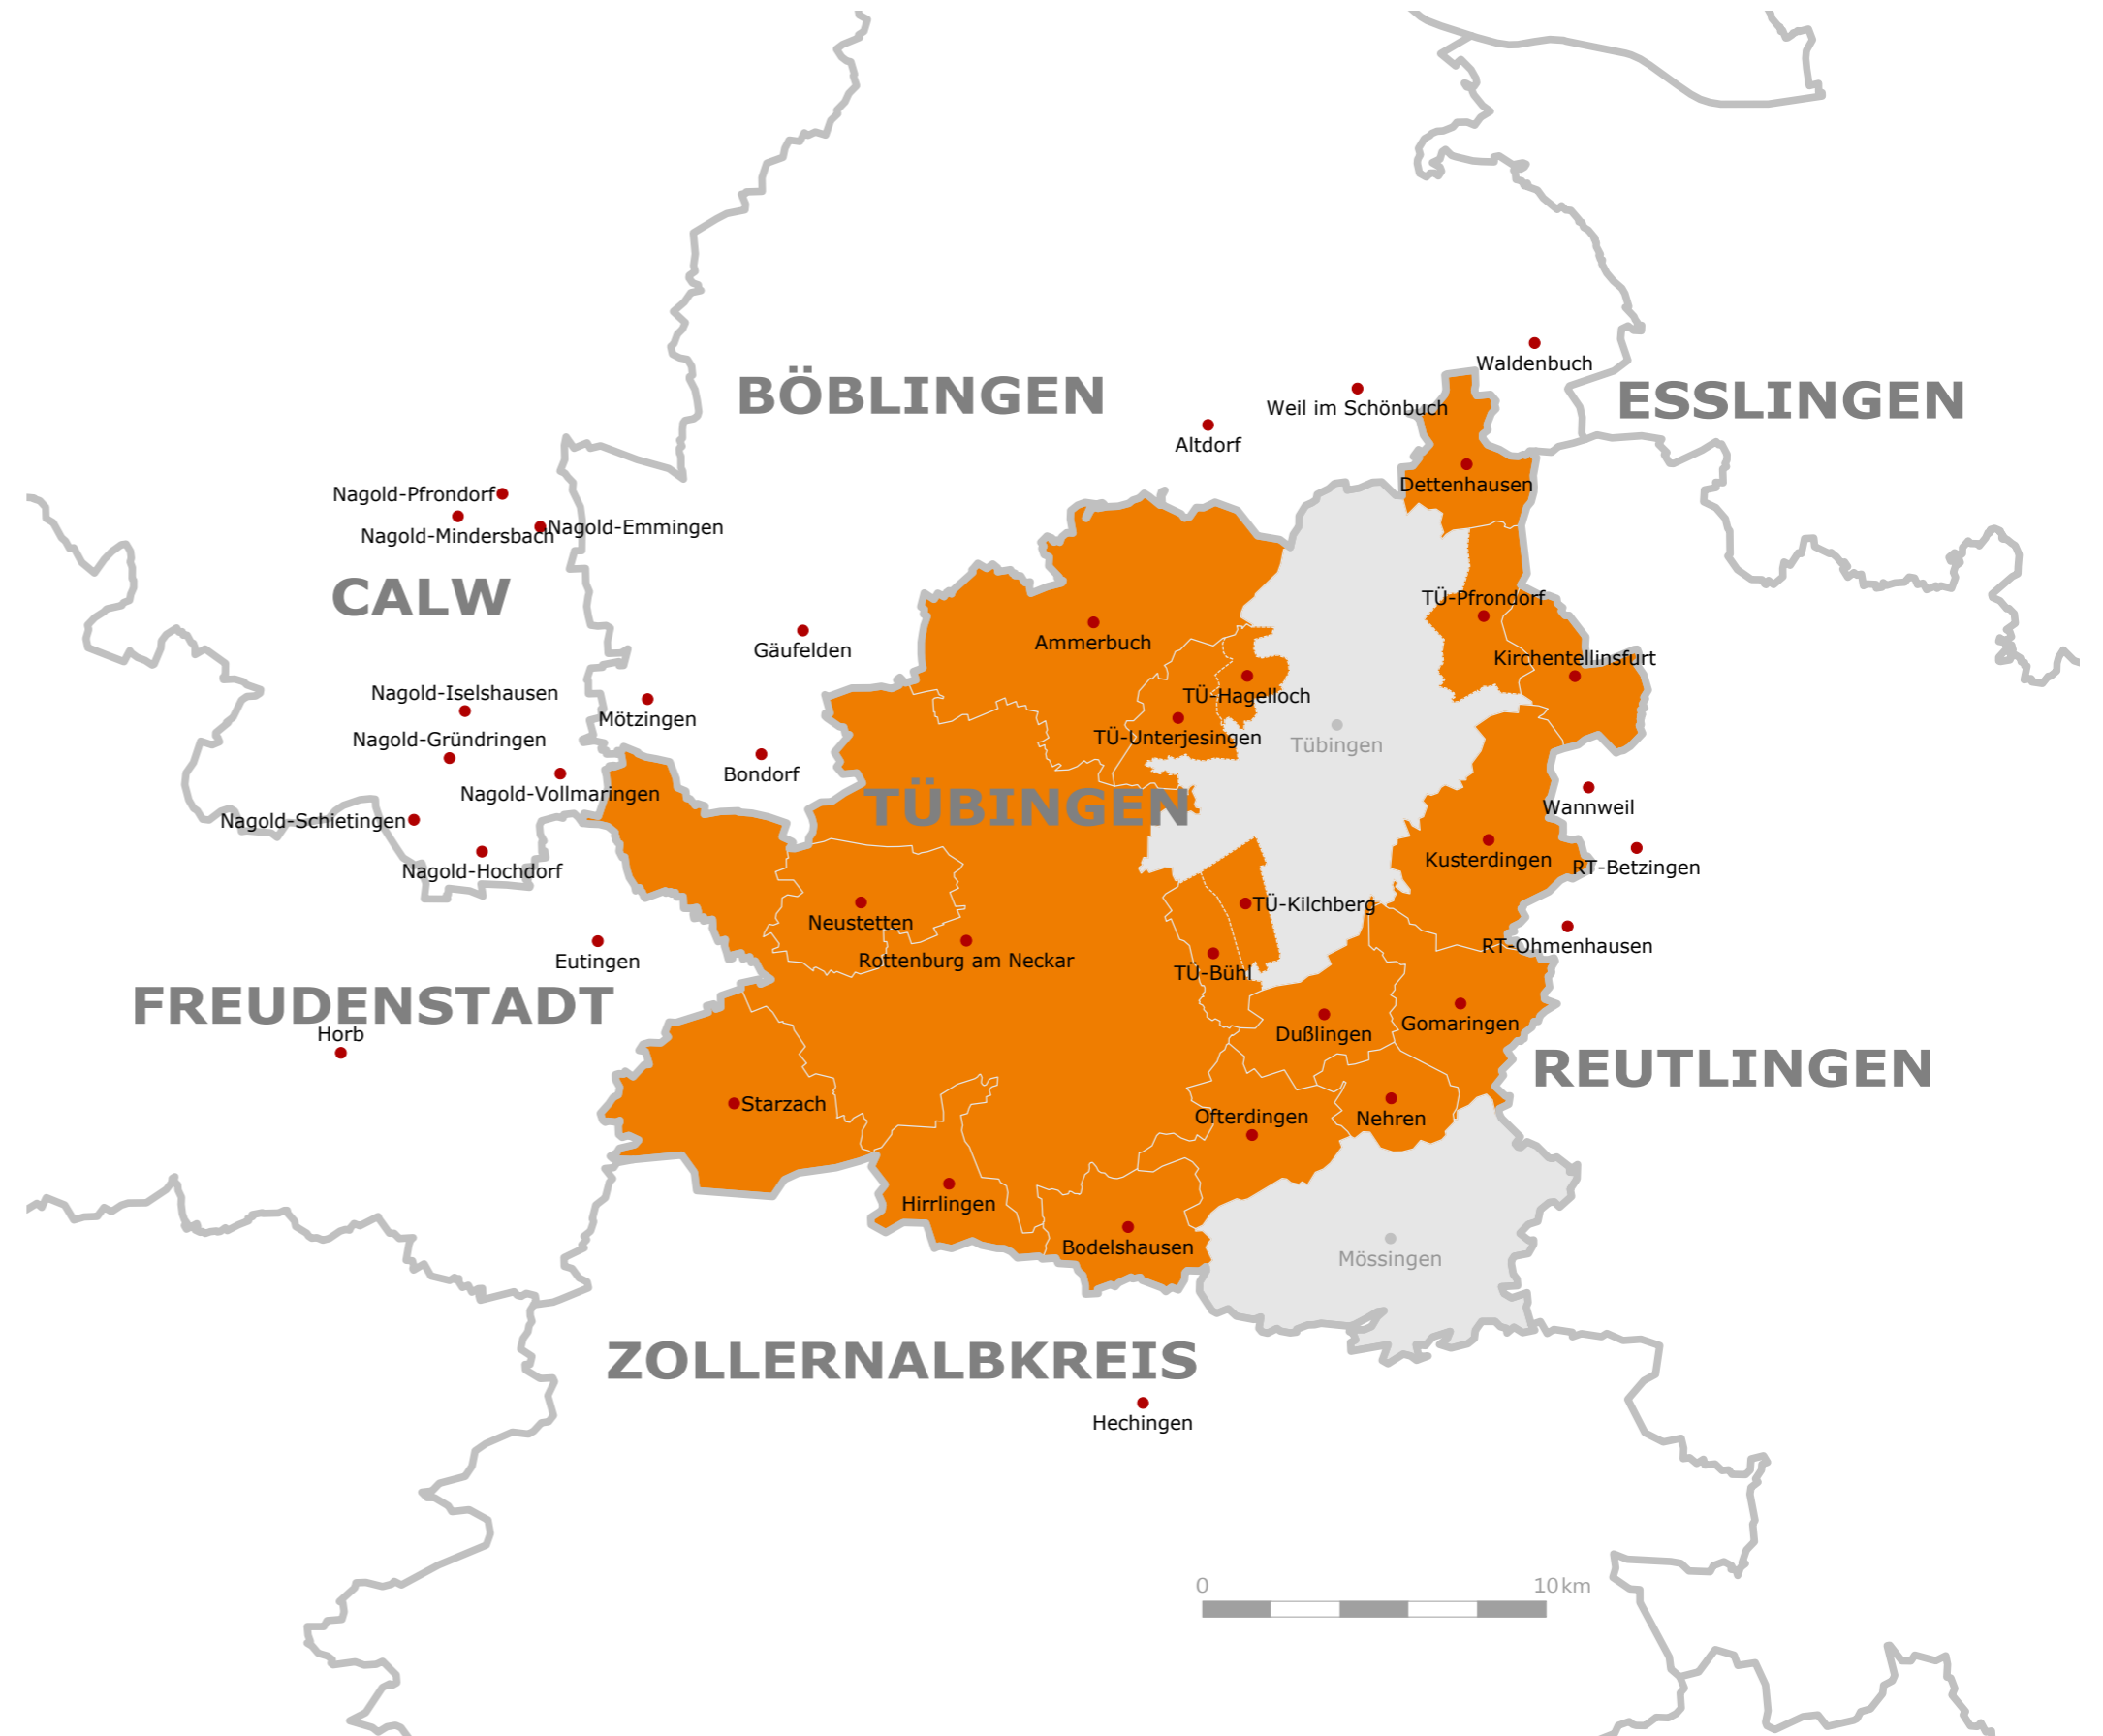 Waldenbuch
BÖBLINGEN
ESSLINGEN
Weil im Schönbuch
Altdorf
Dettenhausen
Nagold-Pfrondorf
Nagold-Mindersbach
Nagold-Emmingen
CALW
TÜ-Pfrondorf
Ammerbuch
Gäufelden
Kirchentellinsfurt
Nagold-Iselshausen
TÜ-Hagelloch
Mötzingen
Nagold-Gründringen
TÜ-Unterjesingen
Tübingen
Bondorf
Nagold-Vollmaringen
TÜBINGEN
Wannweil
Nagold-Schietingen
Kusterdingen
RT-Betzingen
Nagold-Hochdorf
TÜ-Kilchberg
Neustetten
RT-Ohmenhausen
Eutingen
Rottenburg am Neckar
TÜ-Bühl
FREUDENSTADT
Gomaringen
Horb
Dußlingen
REUTLINGEN
Starzach
Ofterdingen
Nehren
Hirrlingen
Bodelshausen
Mössingen
ZOLLERNALBKREIS
Hechingen
0 10 km